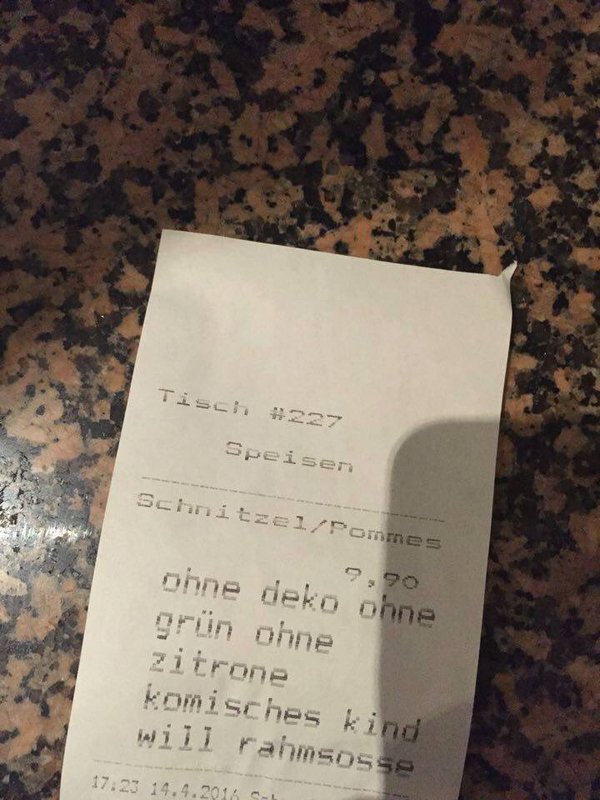 Tisch #227
Speisen
Schnitzel/Pommes
9,90
ohne deko ohne
grün ohne
zitrone
komisches kind
will rahmsosse
17:23 14.4.2016